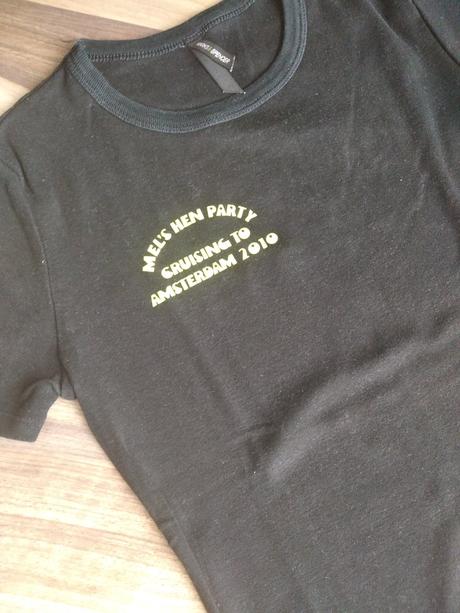 MEL'S HEN PARTY
CRUISING TO
AMSTERDAM 2010